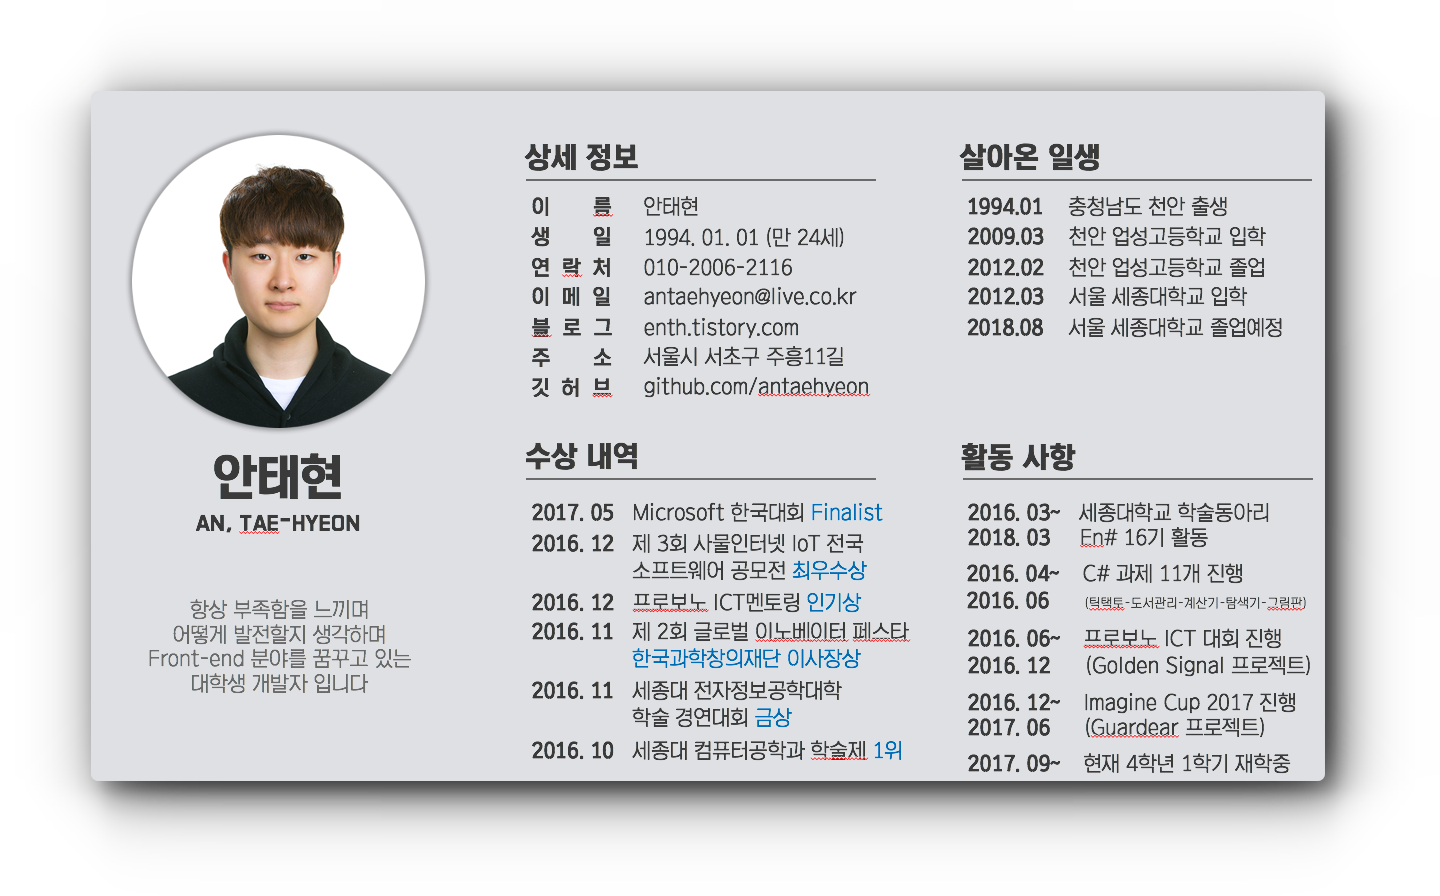 안태현
AN, TAE-HYEON
항상 부족함을 느끼며
어떻게 발전할지 생각하며
Front-end 분야를 꿈꾸고 있는
대학생 개발자 입니다
상세 정보
이 름 안태현
생 일 1994. 01. 01 (만 24세)
연 락 처 010-2006-2116
이 메 일 antaehyeon@live.co.kr
블 로 그 enth.tistory.com
주 소 서울시 서초구 주흥11길
깃 허 브 github.com/antaehyeon
살아온 일생
1994.01 충청남도 천안 출생
2009.03 천안 업성고등학교 입학
2012.02 천안 업성고등학교 졸업
2012.03 서울 세종대학교 입학
2018.08 서울 세종대학교 졸업예정
수상 내역
2017. 05 Microsoft 한국대회 Finalist
2016. 12 제 3회 사물인터넷 IoT 전국
소프트웨어 공모전 최우수상
2016. 12 프로보노 ICT멘토링 인기상
2016. 11 제 2회 글로벌 이노베이터 페스타
한국과학창의재단 이사장상
2016. 11 세종대 전자정보공학대학
학술 경연대회 금상
2016. 10 세종대 컴퓨터공학과 학술제 1위
활동 사항
2016. 03~ 세종대학교 학술동아리
2018. 03 En# 16기 활동
2016. 04~ C# 과제 11개 진행
2016. 06 (틱택토-도서관리-계산기-탐색기-그림판)
2016. 06~ 프로보노 ICT 대회 진행
2016. 12 (Golden Signal 프로젝트)
2016. 12~ Imagine Cup 2017 진행
2017. 06 (Guardear 프로젝트)
2017. 09~ 현재 4학년 1학기 재학중